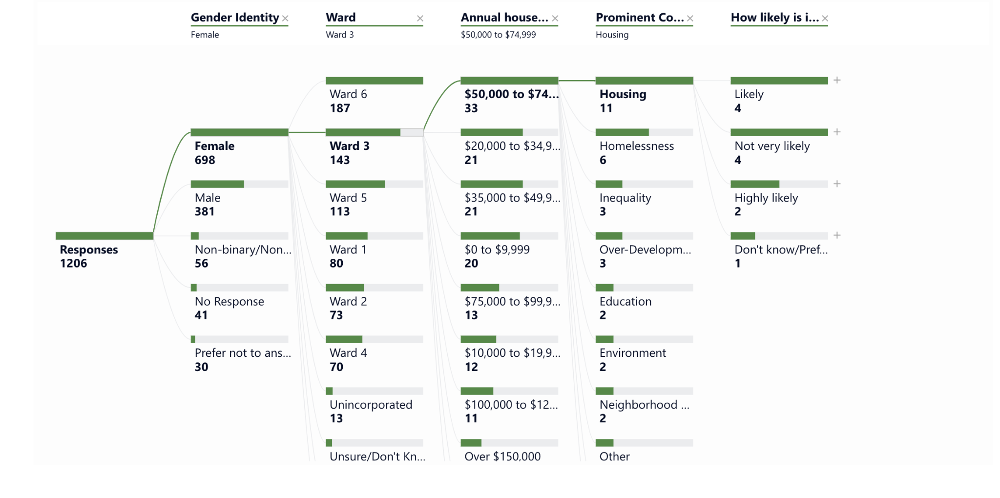 Gender Identity ×
Female
Ward ×
Ward 3
Annual house... ×
$50,000 to $74,999
Prominent Co... ×
Housing
How likely is i... ×
Responses
1206
Female
698
Male
381
Non-binary/Non...
56
No Response
41
Prefer not to ans...
30
Ward 6
187
Ward 3
143
Ward 5
113
Ward 1
80
Ward 2
73
Ward 4
70
Unincorporated
13
Unsure/Don't Kn...
$50,000 to $74...
33
$20,000 to $34,9...
21
$35,000 to $49,9...
21
$0 to $9,999
20
$75,000 to $99,9...
13
$10,000 to $19,9...
12
$100,000 to $12...
11
Over $150,000
Housing
11
Homelessness
6
Inequality
3
Over-Developm...
3
Education
2
Environment
2
Neighborhood ...
2
Other
Likely
4
+
Not very likely
4
+
Highly likely
2
+
Don't know/Pref...
1
+